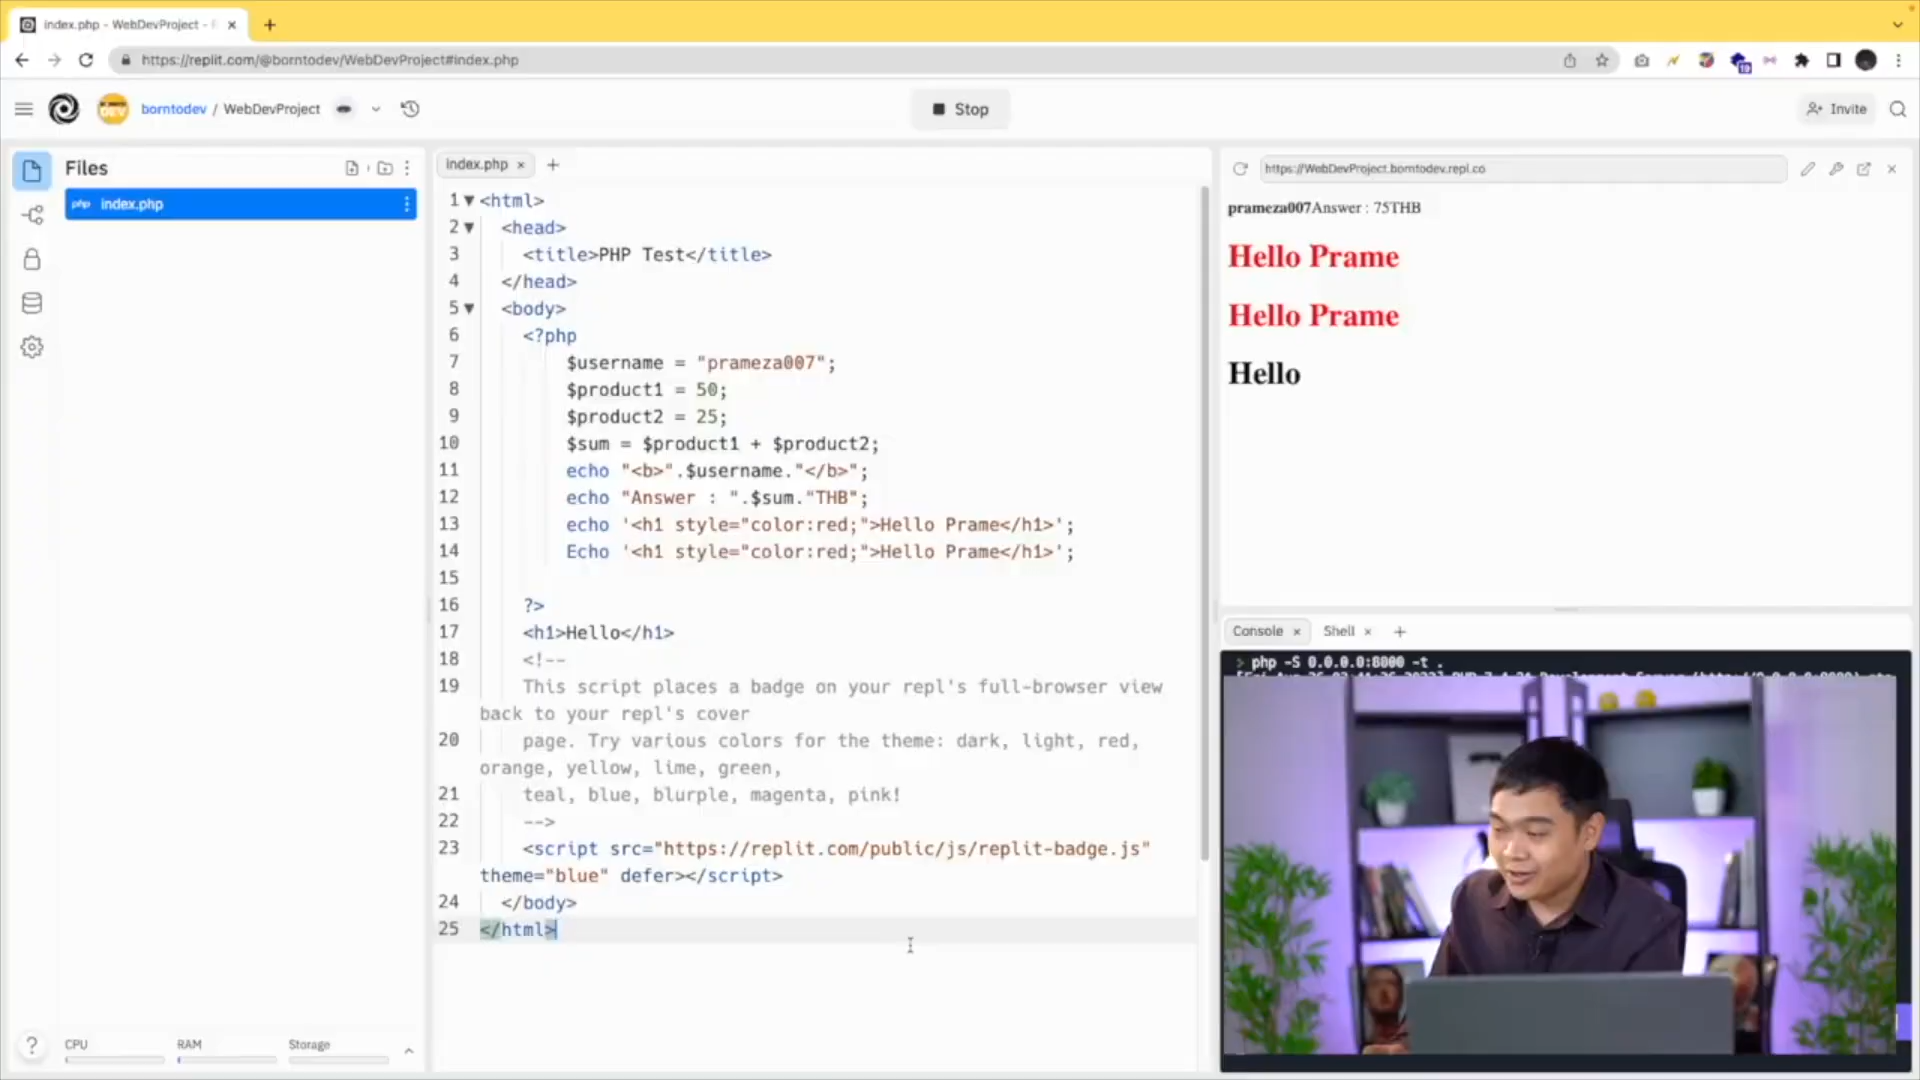 index.php - WebDevProject - R
https://replit.com/@borntodev/WebDevProject#index.php
borntodev / WebDevProject
Stop
Invite
Files
php index.php
index.php
1 <html>
2 <head>
3 <title>PHP Test</title>
4 </head>
5 <body>
6 <?php
7 $username = "prameza007";
8 $product1 = 50;
9 $product2 = 25;
10 $sum = $product1 + $product2;
11 echo "<b>".$username."</b>";
12 echo "Answer : ".$sum."THB";
13 echo '<h1 style="color:red;">Hello Prame</h1>';
14 Echo '<h1 style="color:red;">Hello Prame</h1>';
15
16 ?>
17 <h1>Hello</h1>
18 <!--
19 This script places a badge on your repl's full-browser view
back to your repl's cover
20 page. Try various colors for the theme: dark, light, red,
orange, yellow, lime, green,
21 teal, blue, blurple, magenta, pink!
22 -->
23 <script src="https://replit.com/public/js/replit-badge.js"
theme="blue" defer></script>
24 </body>
25 </html>
https://WebDevProject.borntodev.repl.co
prameza007Answer : 75THB
Hello Prame
Hello Prame
Hello
Console
Shell
> php -S 0.0.0.0:8000 -t .
CPU
RAM
Storage
?